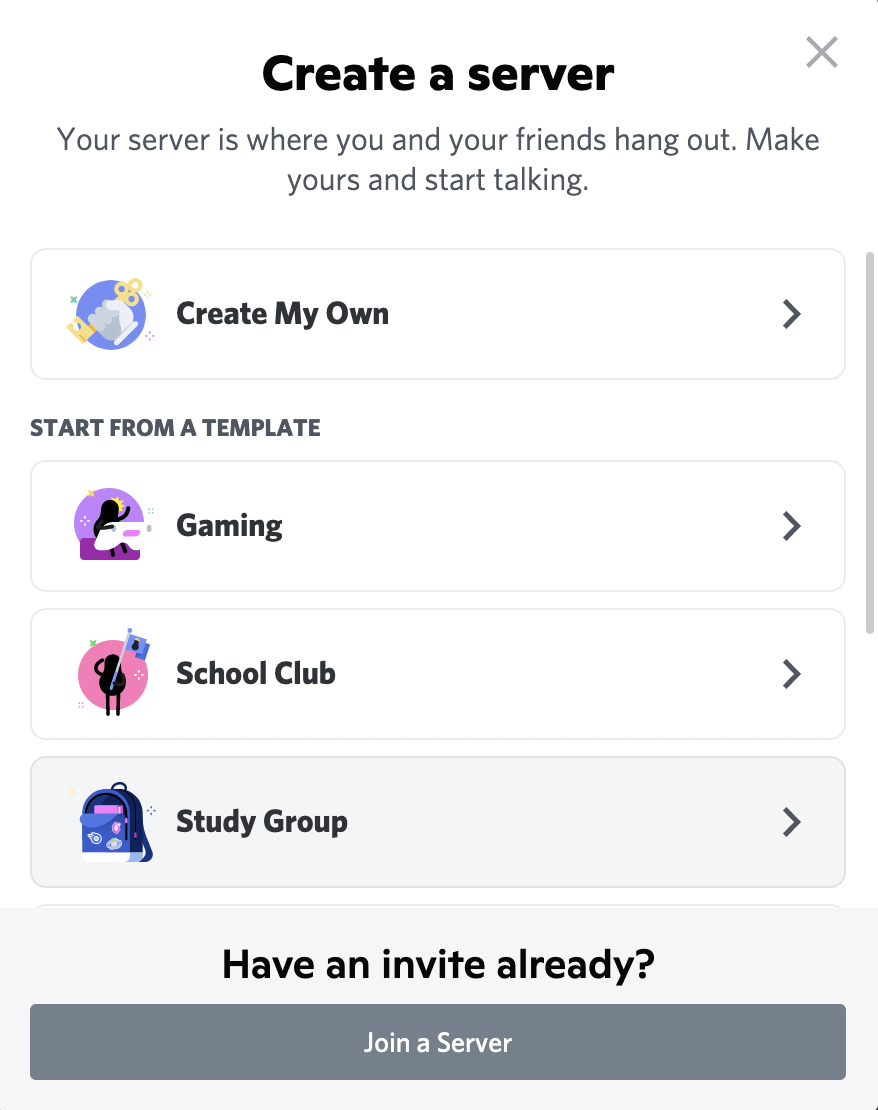 Create a server
Your server is where you and your friends hang out. Make
yours and start talking.
Create My Own
START FROM A TEMPLATE
Gaming
School Club
Study Group
Have an invite already?
Join a Server